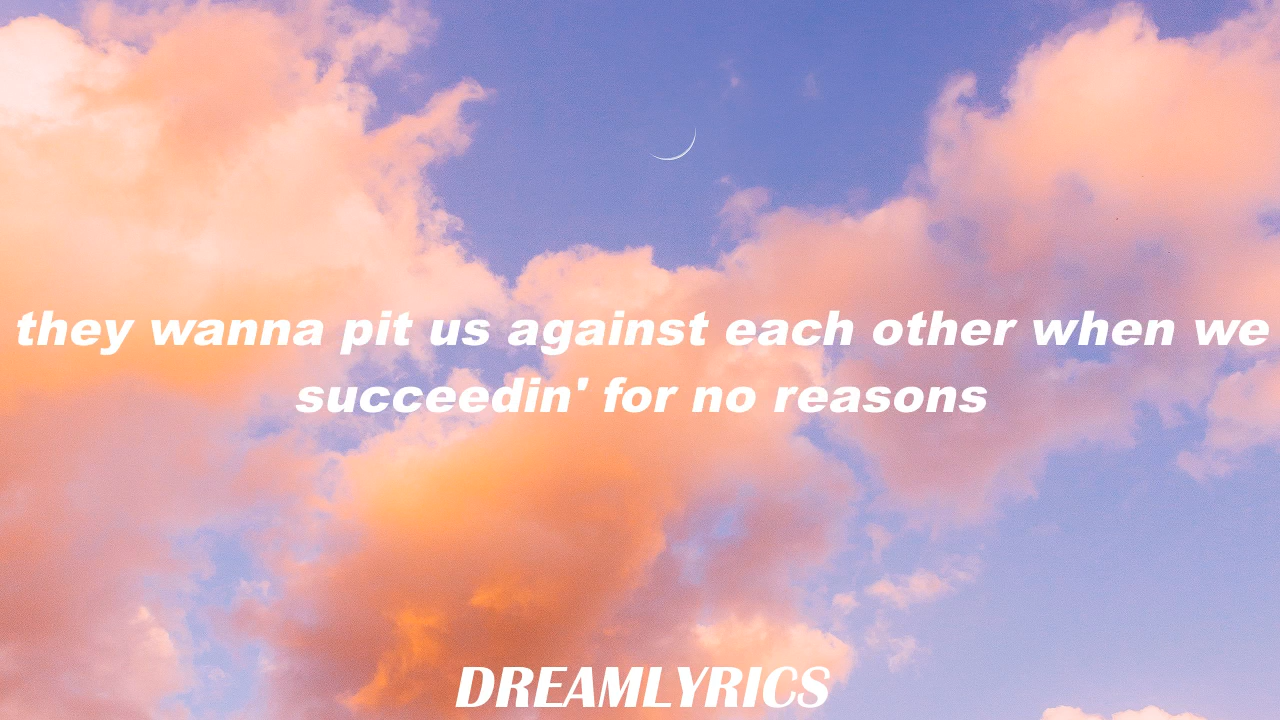 they wanna pit us against each other when we
succeedin' for no reasons
DREAMLYRICS